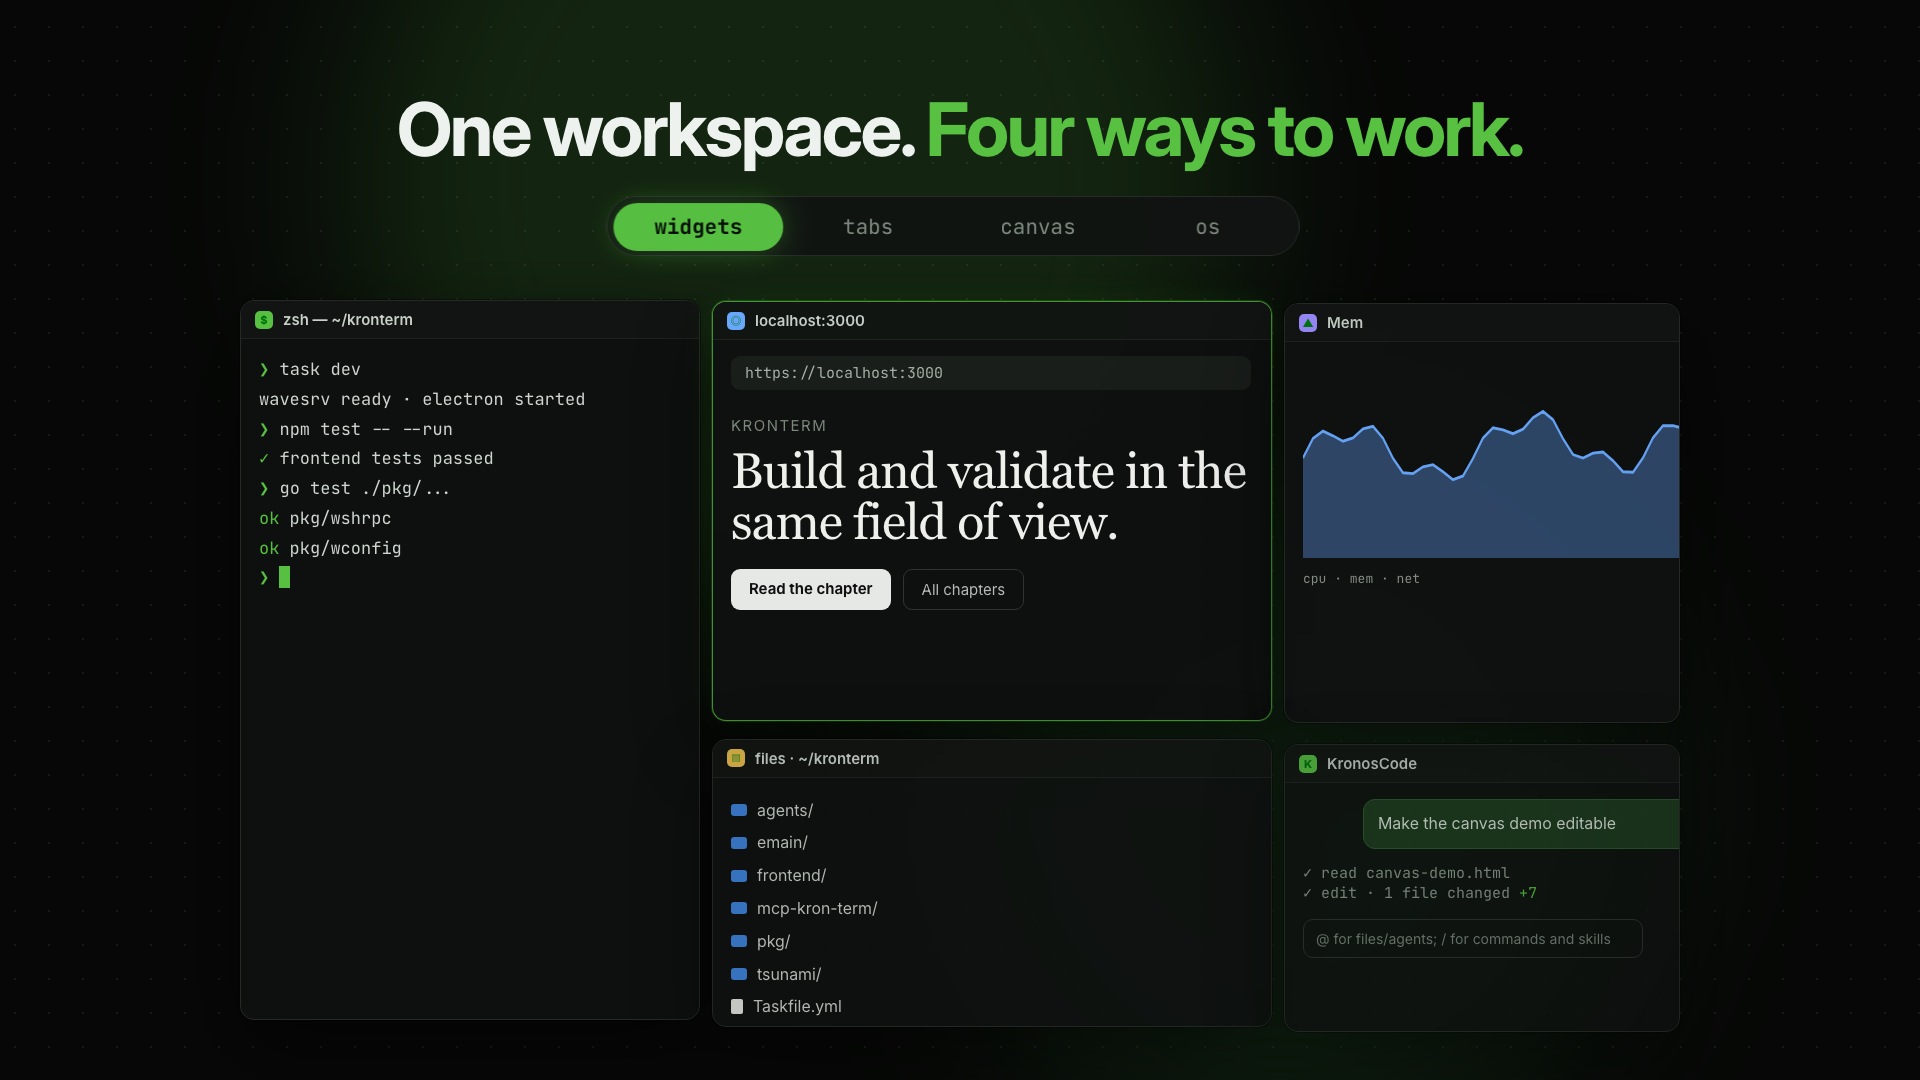 One workspace. Four ways to work.
widgets
tabs
canvas
os
$ zsh — ~/kronterm
❯ task dev
wavesrv ready · electron started
❯ npm test -- --run
✓ frontend tests passed
❯ go test ./pkg/...
ok pkg/wshrpc
ok pkg/wconfig
❯
localhost:3000
https://localhost:3000
KRONTERM
Build and validate in the
same field of view.
Read the chapter
All chapters
Mem
cpu · mem · net
files · ~/kronterm
agents/
emain/
frontend/
mcp-kron-term/
pkg/
tsunami/
Taskfile.yml
K KronosCode
Make the canvas demo editable
✓ read canvas-demo.html
✓ edit · 1 file changed +7
@ for files/agents; / for commands and skills